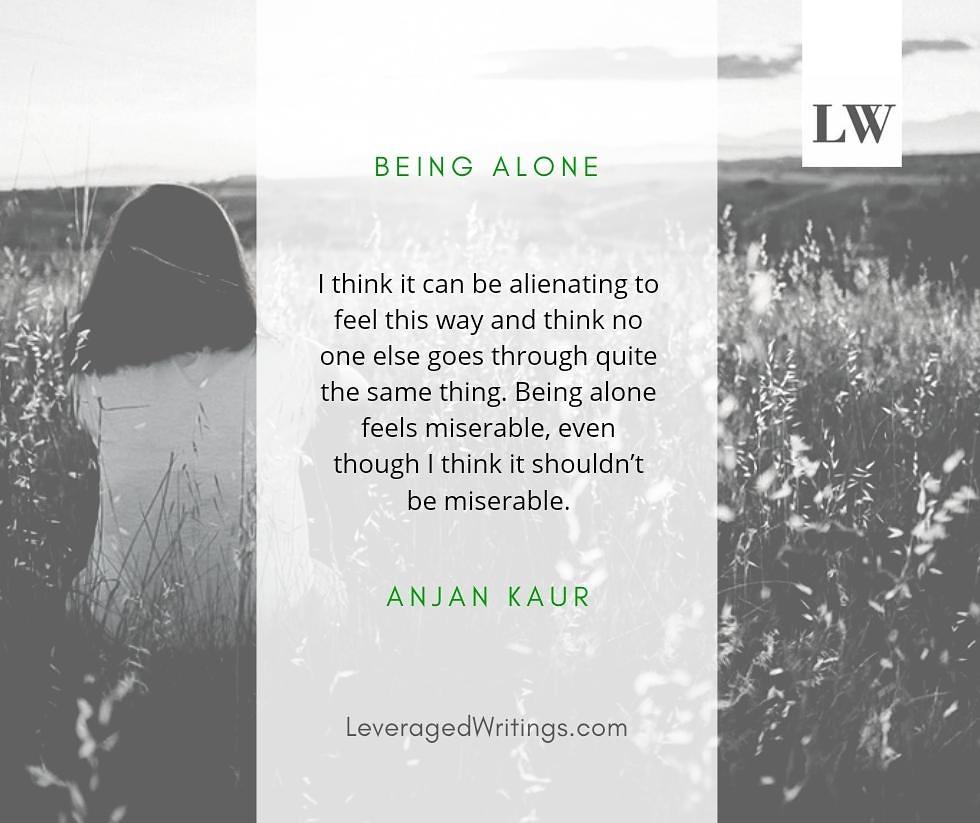 LW
BEING ALONE
I think it can be alienating to
feel this way and think no
one else goes through quite
the same thing. Being alone
feels miserable, even
though I think it shouldn’t
be miserable.
ANJAN KAUR
LeveragedWritings.com